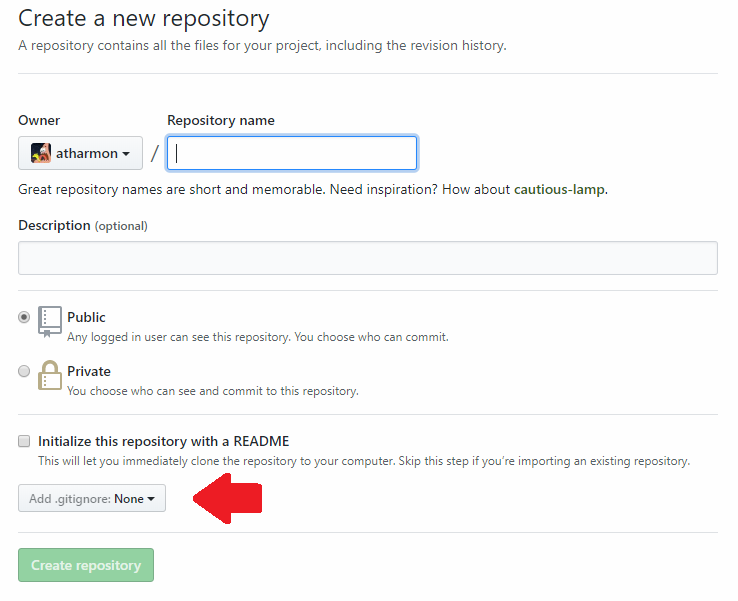 Create a new repository
A repository contains all the files for your project, including the revision history.
Owner Repository name
atharmon /
Great repository names are short and memorable. Need inspiration? How about cautious-lamp.
Description (optional)
Public
Any logged in user can see this repository. You choose who can commit.
Private
You choose who can see and commit to this repository.
Initialize this repository with a README
This will let you immediately clone the repository to your computer. Skip this step if you’re importing an existing repository.
Add .gitignore: None
Create repository